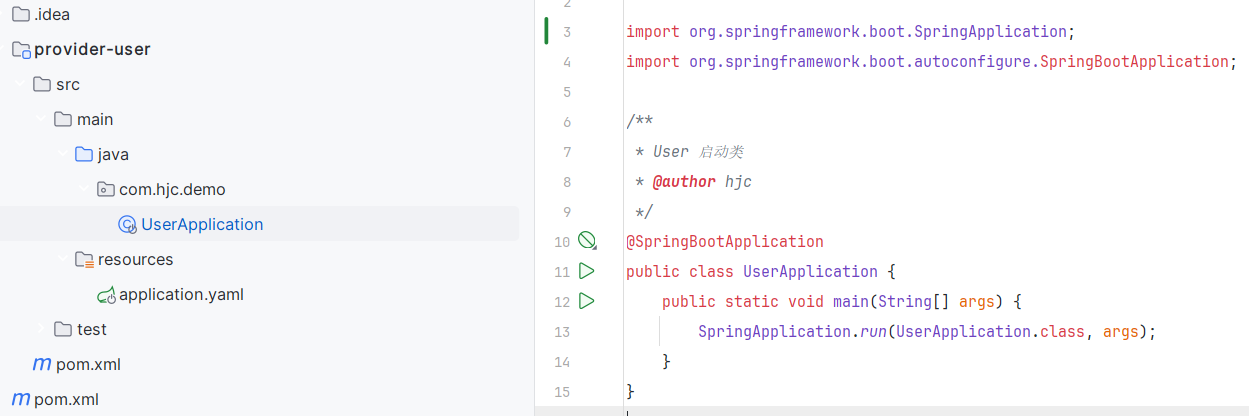 .idea
provider-user
src
main
java
com.hjc.demo
UserApplication
resources
application.yaml
test
pom.xml
pom.xml
2
3 import org.springframework.boot.SpringApplication;
4 import org.springframework.boot.autoconfigure.SpringBootApplication;
5
6 /**
7  * User 启动类
8  * @author hjc
9  */
10 @SpringBootApplication
11 public class UserApplication {
12     public static void main(String[] args) {
13         SpringApplication.run(UserApplication.class, args);
14     }
15 }